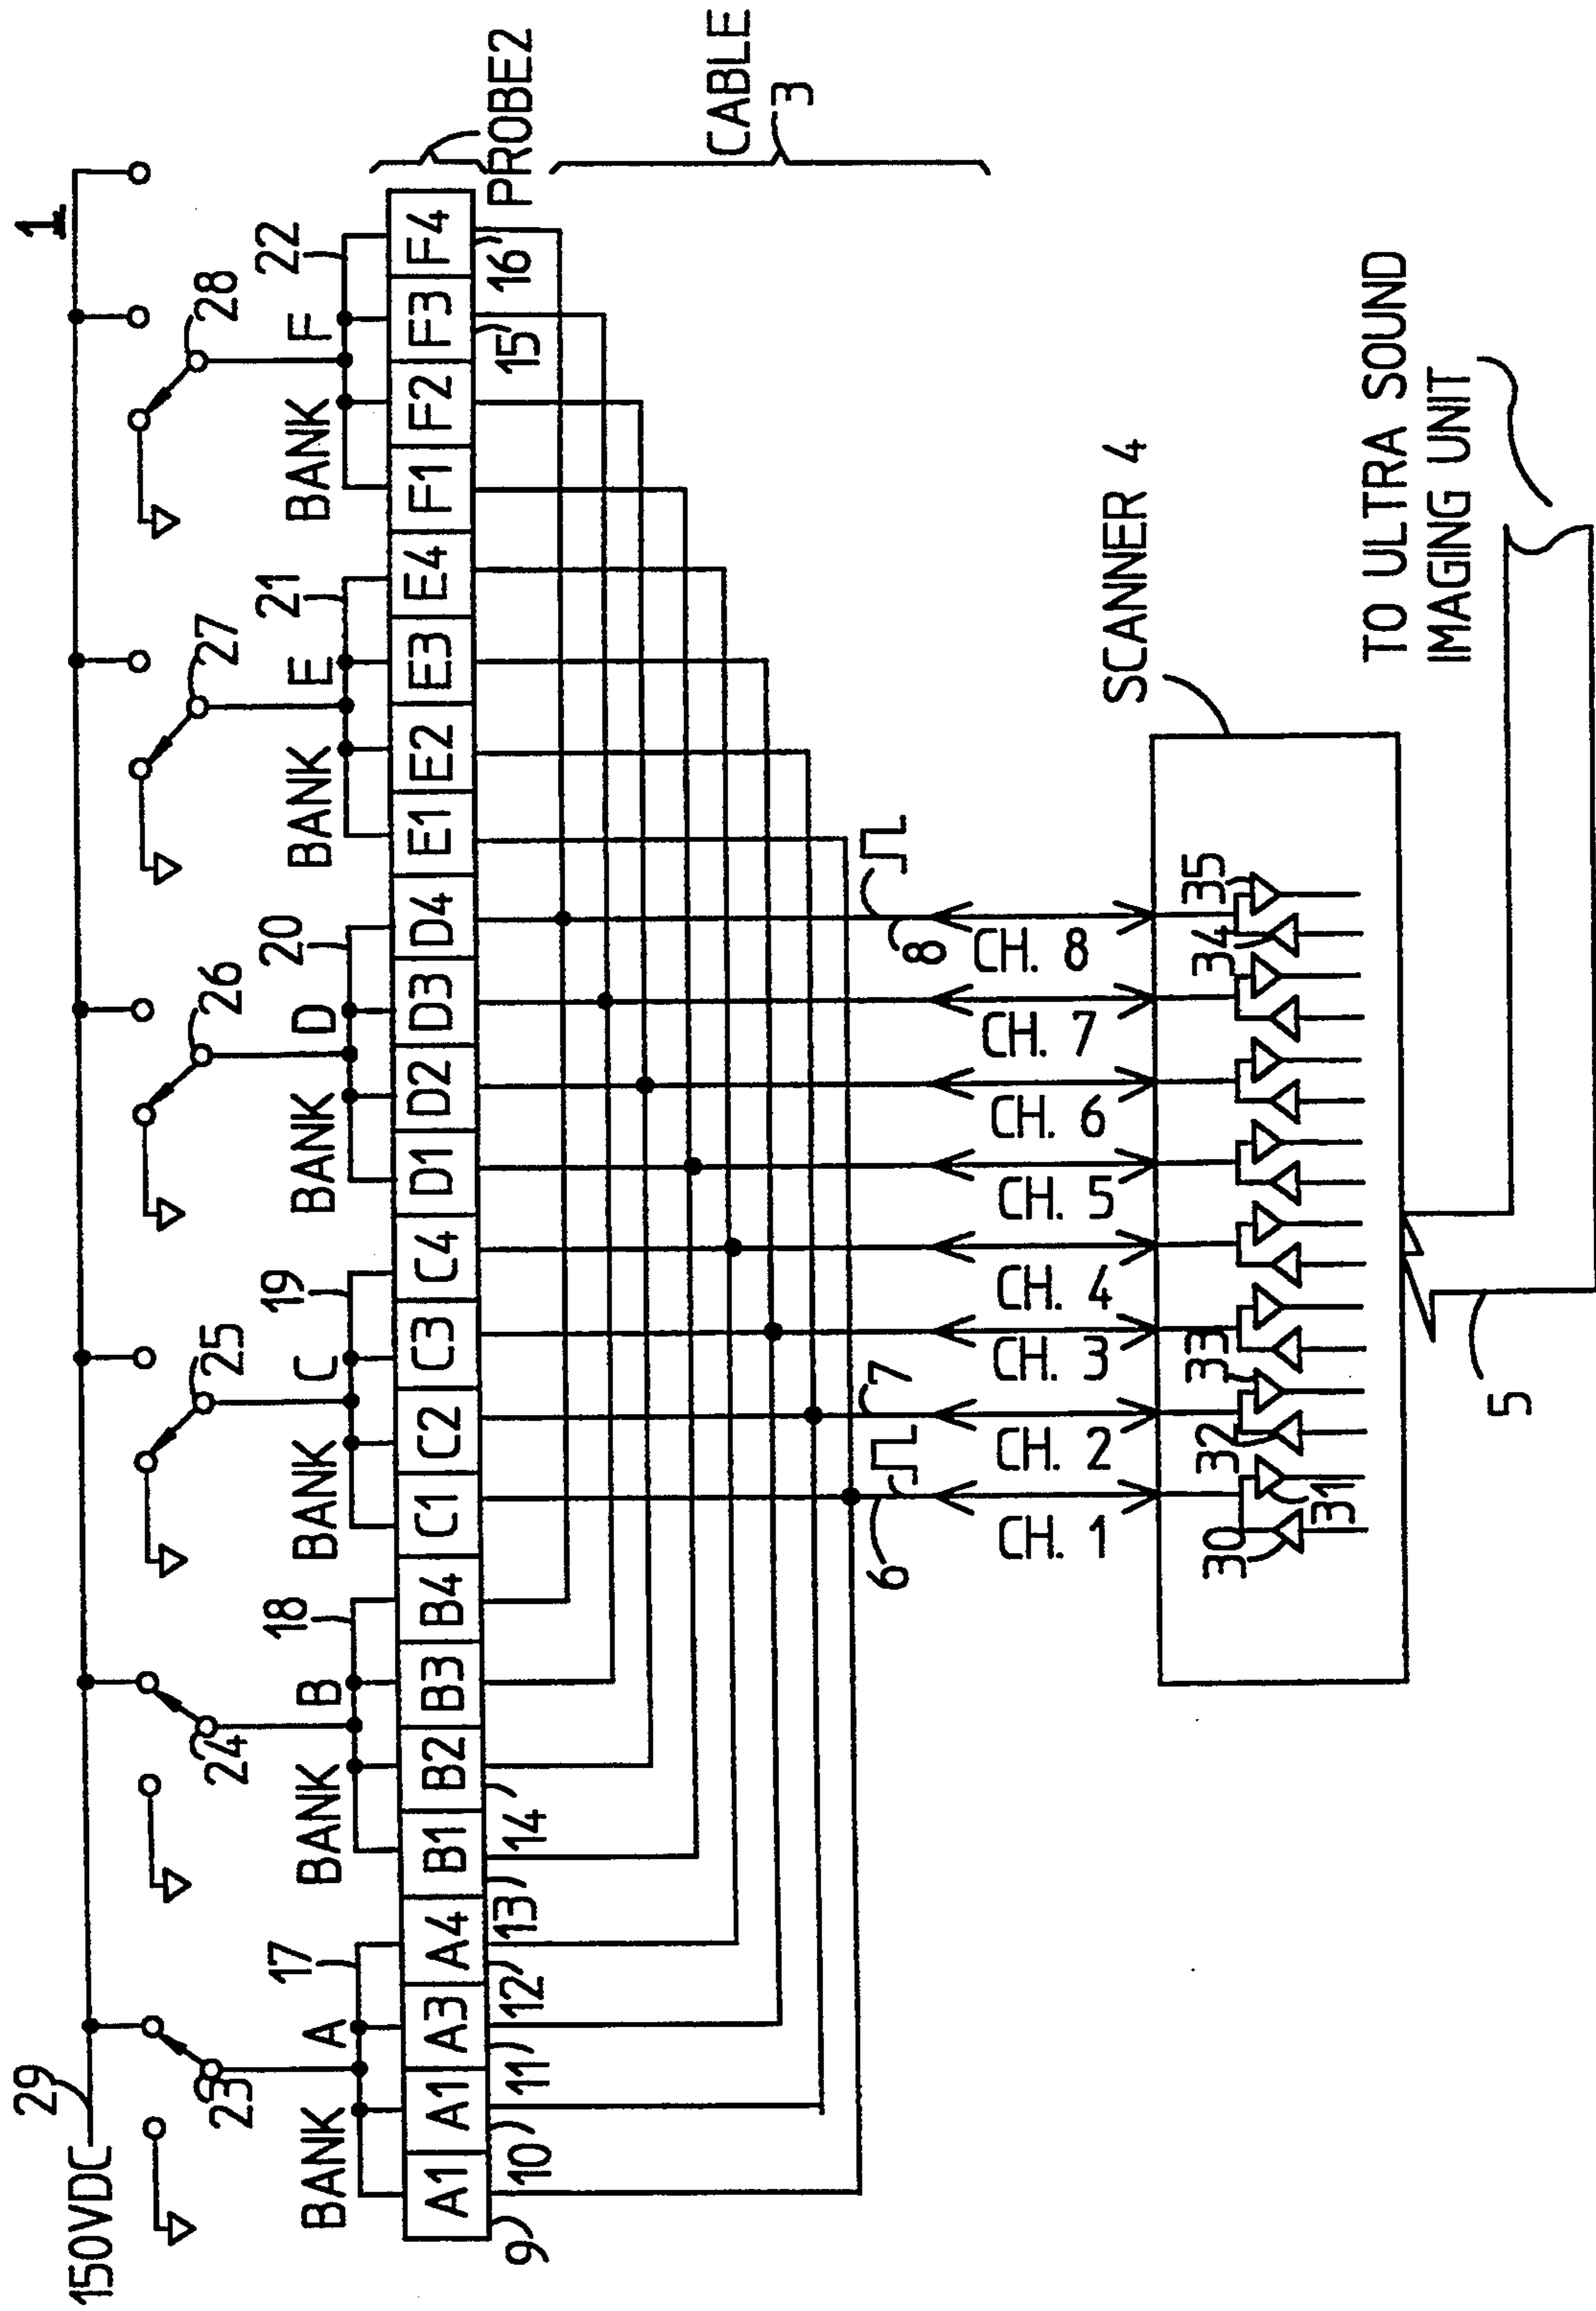 1
150VDC
29
23
24
25
26
27
28
BANK A
17
BANK B
18
BANK C
19
BANK D
20
BANK E
21
BANK F
22
A1 A1 A3 A4 B1 B2 B3 B4 C1 C2 C3 C4 D1 D2 D3 D4 E1 E2 E3 E4 F1 F2 F3 F4
PROBE2
9
10
11
12
13
14
15
16
CABLE
3
6
7
8
CH. 1
CH. 2
CH. 3
CH. 4
CH. 5
CH. 6
CH. 7
CH. 8
SCANNER 4
30
31
32
33
34
35
5
TO ULTRA SOUND
IMAGING UNIT